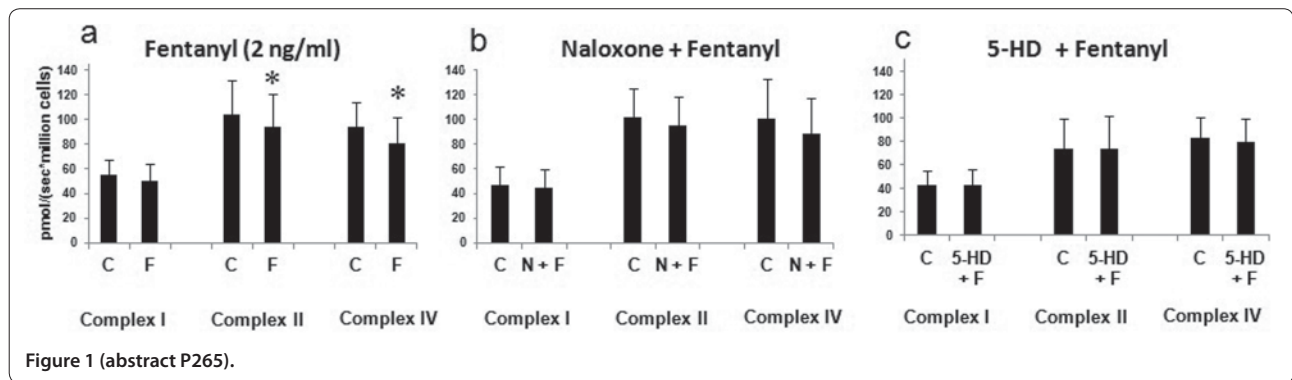 a
Fentanyl (2 ng/ml)
pmol/(sec*million cells)
140
120
100
80
60
40
20
0
*
*
C F C F C F
Complex I Complex II Complex IV
b
Naloxone + Fentanyl
140
120
100
80
60
40
20
0
C N + F C N + F C N + F
Complex I Complex II Complex IV
c
5-HD + Fentanyl
140
120
100
80
60
40
20
0
C 5-HD C 5-HD C 5-HD
+ F + F + F
Complex I Complex II Complex IV
Figure 1 (abstract P265).